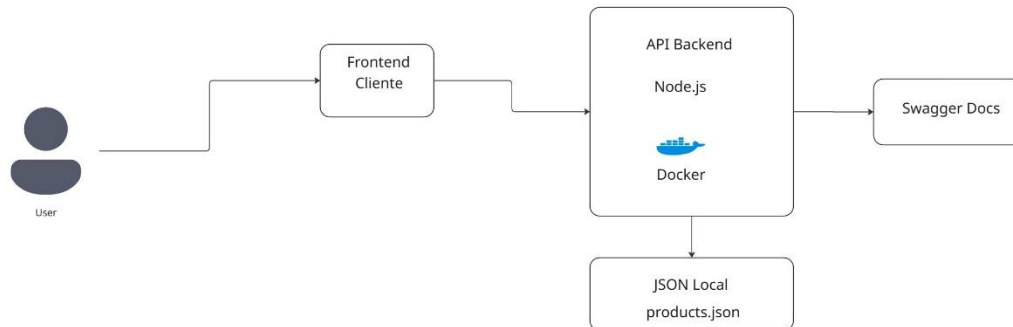 User
Frontend
Cliente
API Backend
Node.js
Docker
Swagger Docs
JSON Local
products.json